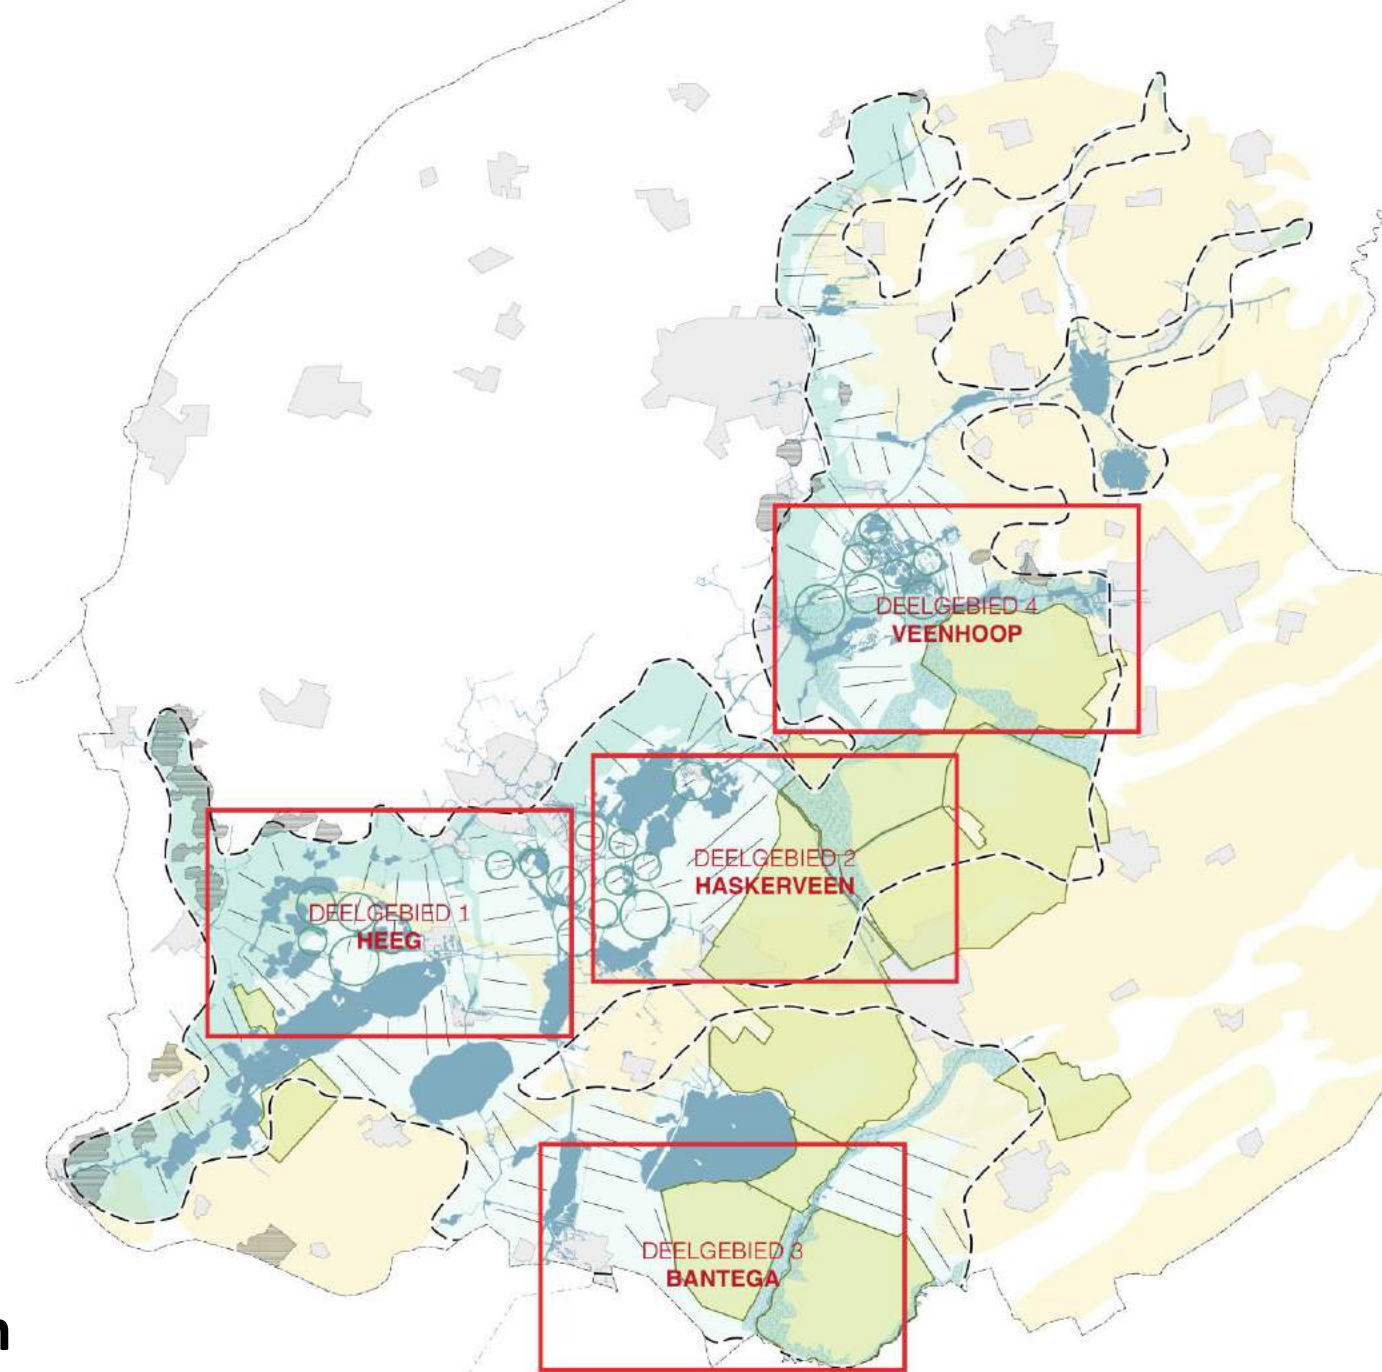 DEELGEBIED 4
VEENHOOP
DEELGEBIED 2
HASKERVEEN
DEELGEBIED 1
HEEG
DEELGEBIED 3
BANTEGA
n